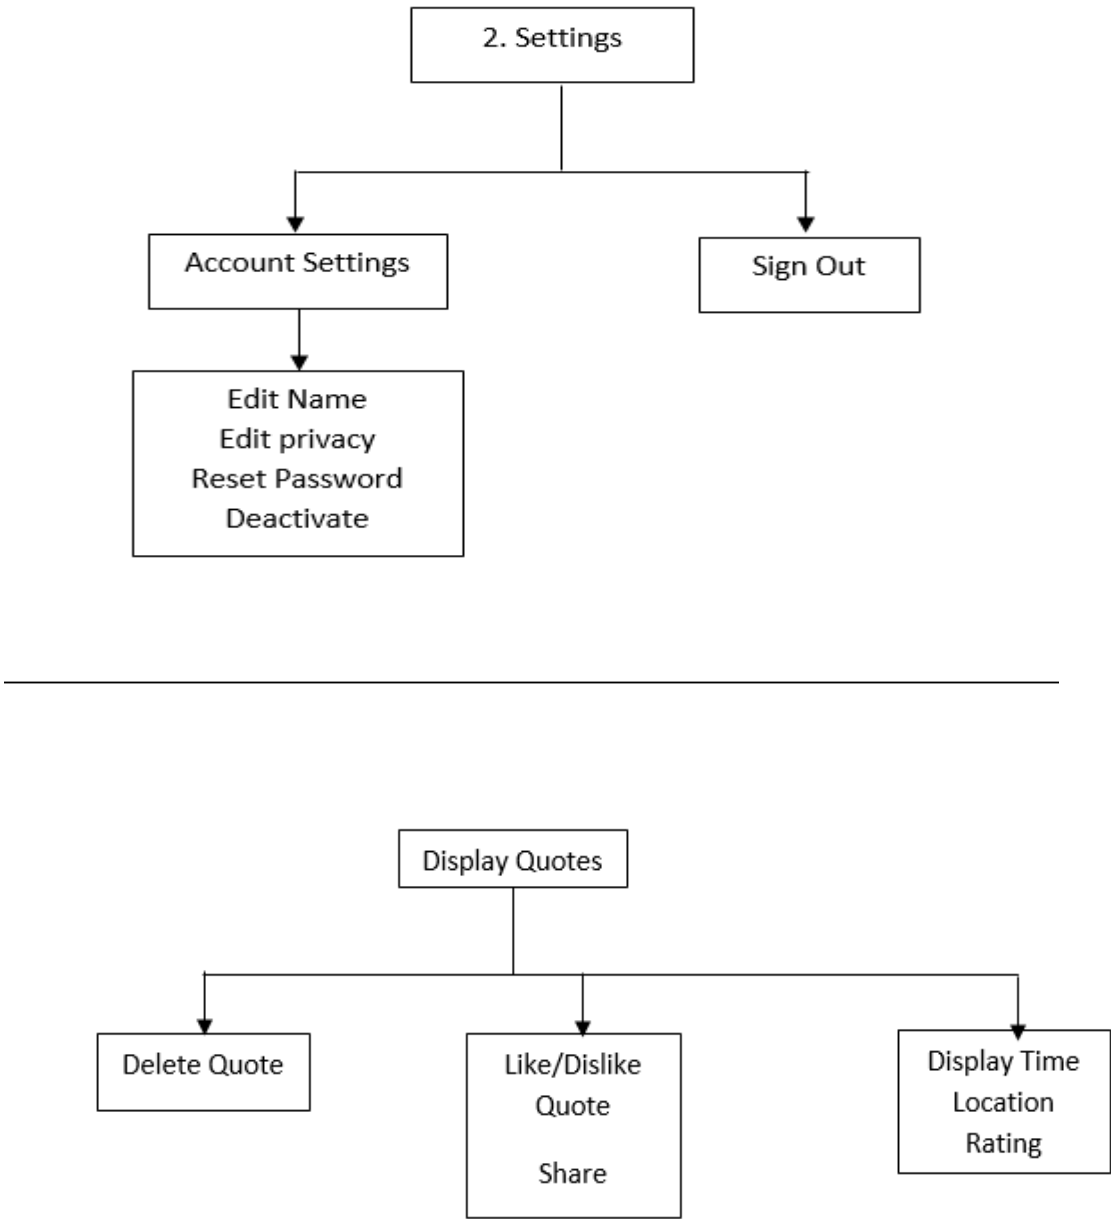 2. Settings
Account Settings
Sign Out
Edit Name
Edit privacy
Reset Password
Deactivate
Display Quotes
Delete Quote
Like/Dislike
Quote
Share
Display Time
Location
Rating